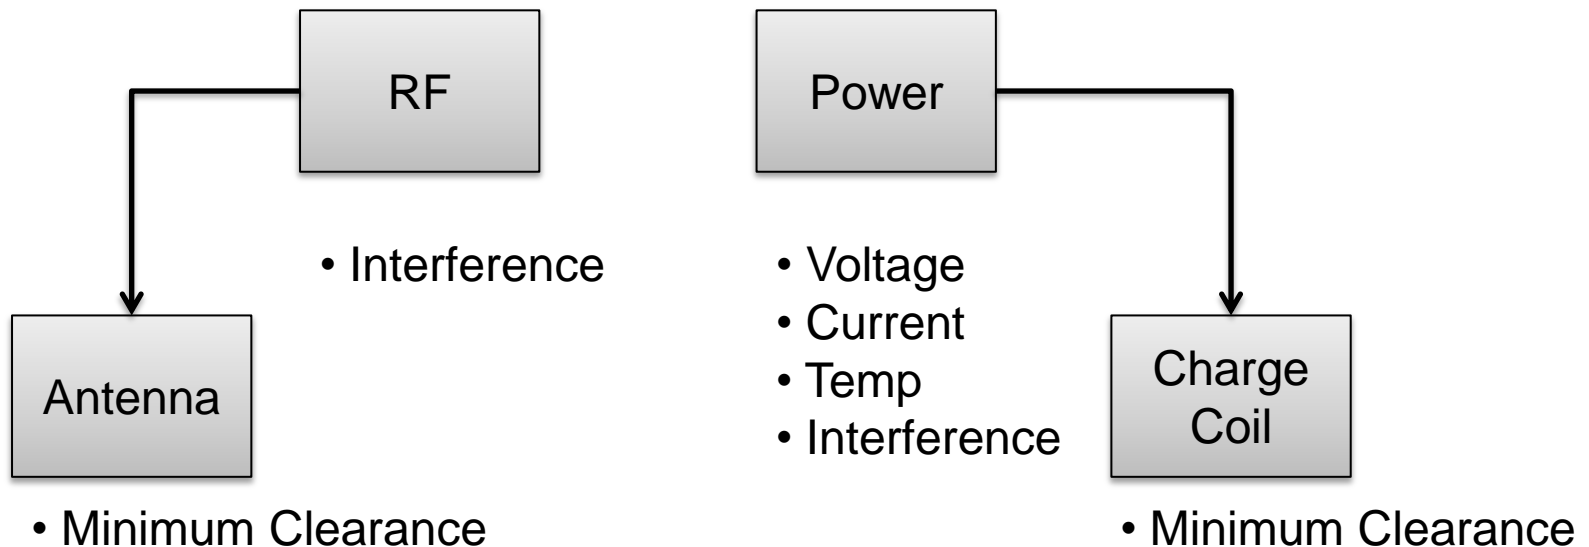 RF
Power
• Interference
• Voltage
• Current
• Temp
• Interference
Antenna
Charge
Coil
• Minimum Clearance
• Minimum Clearance